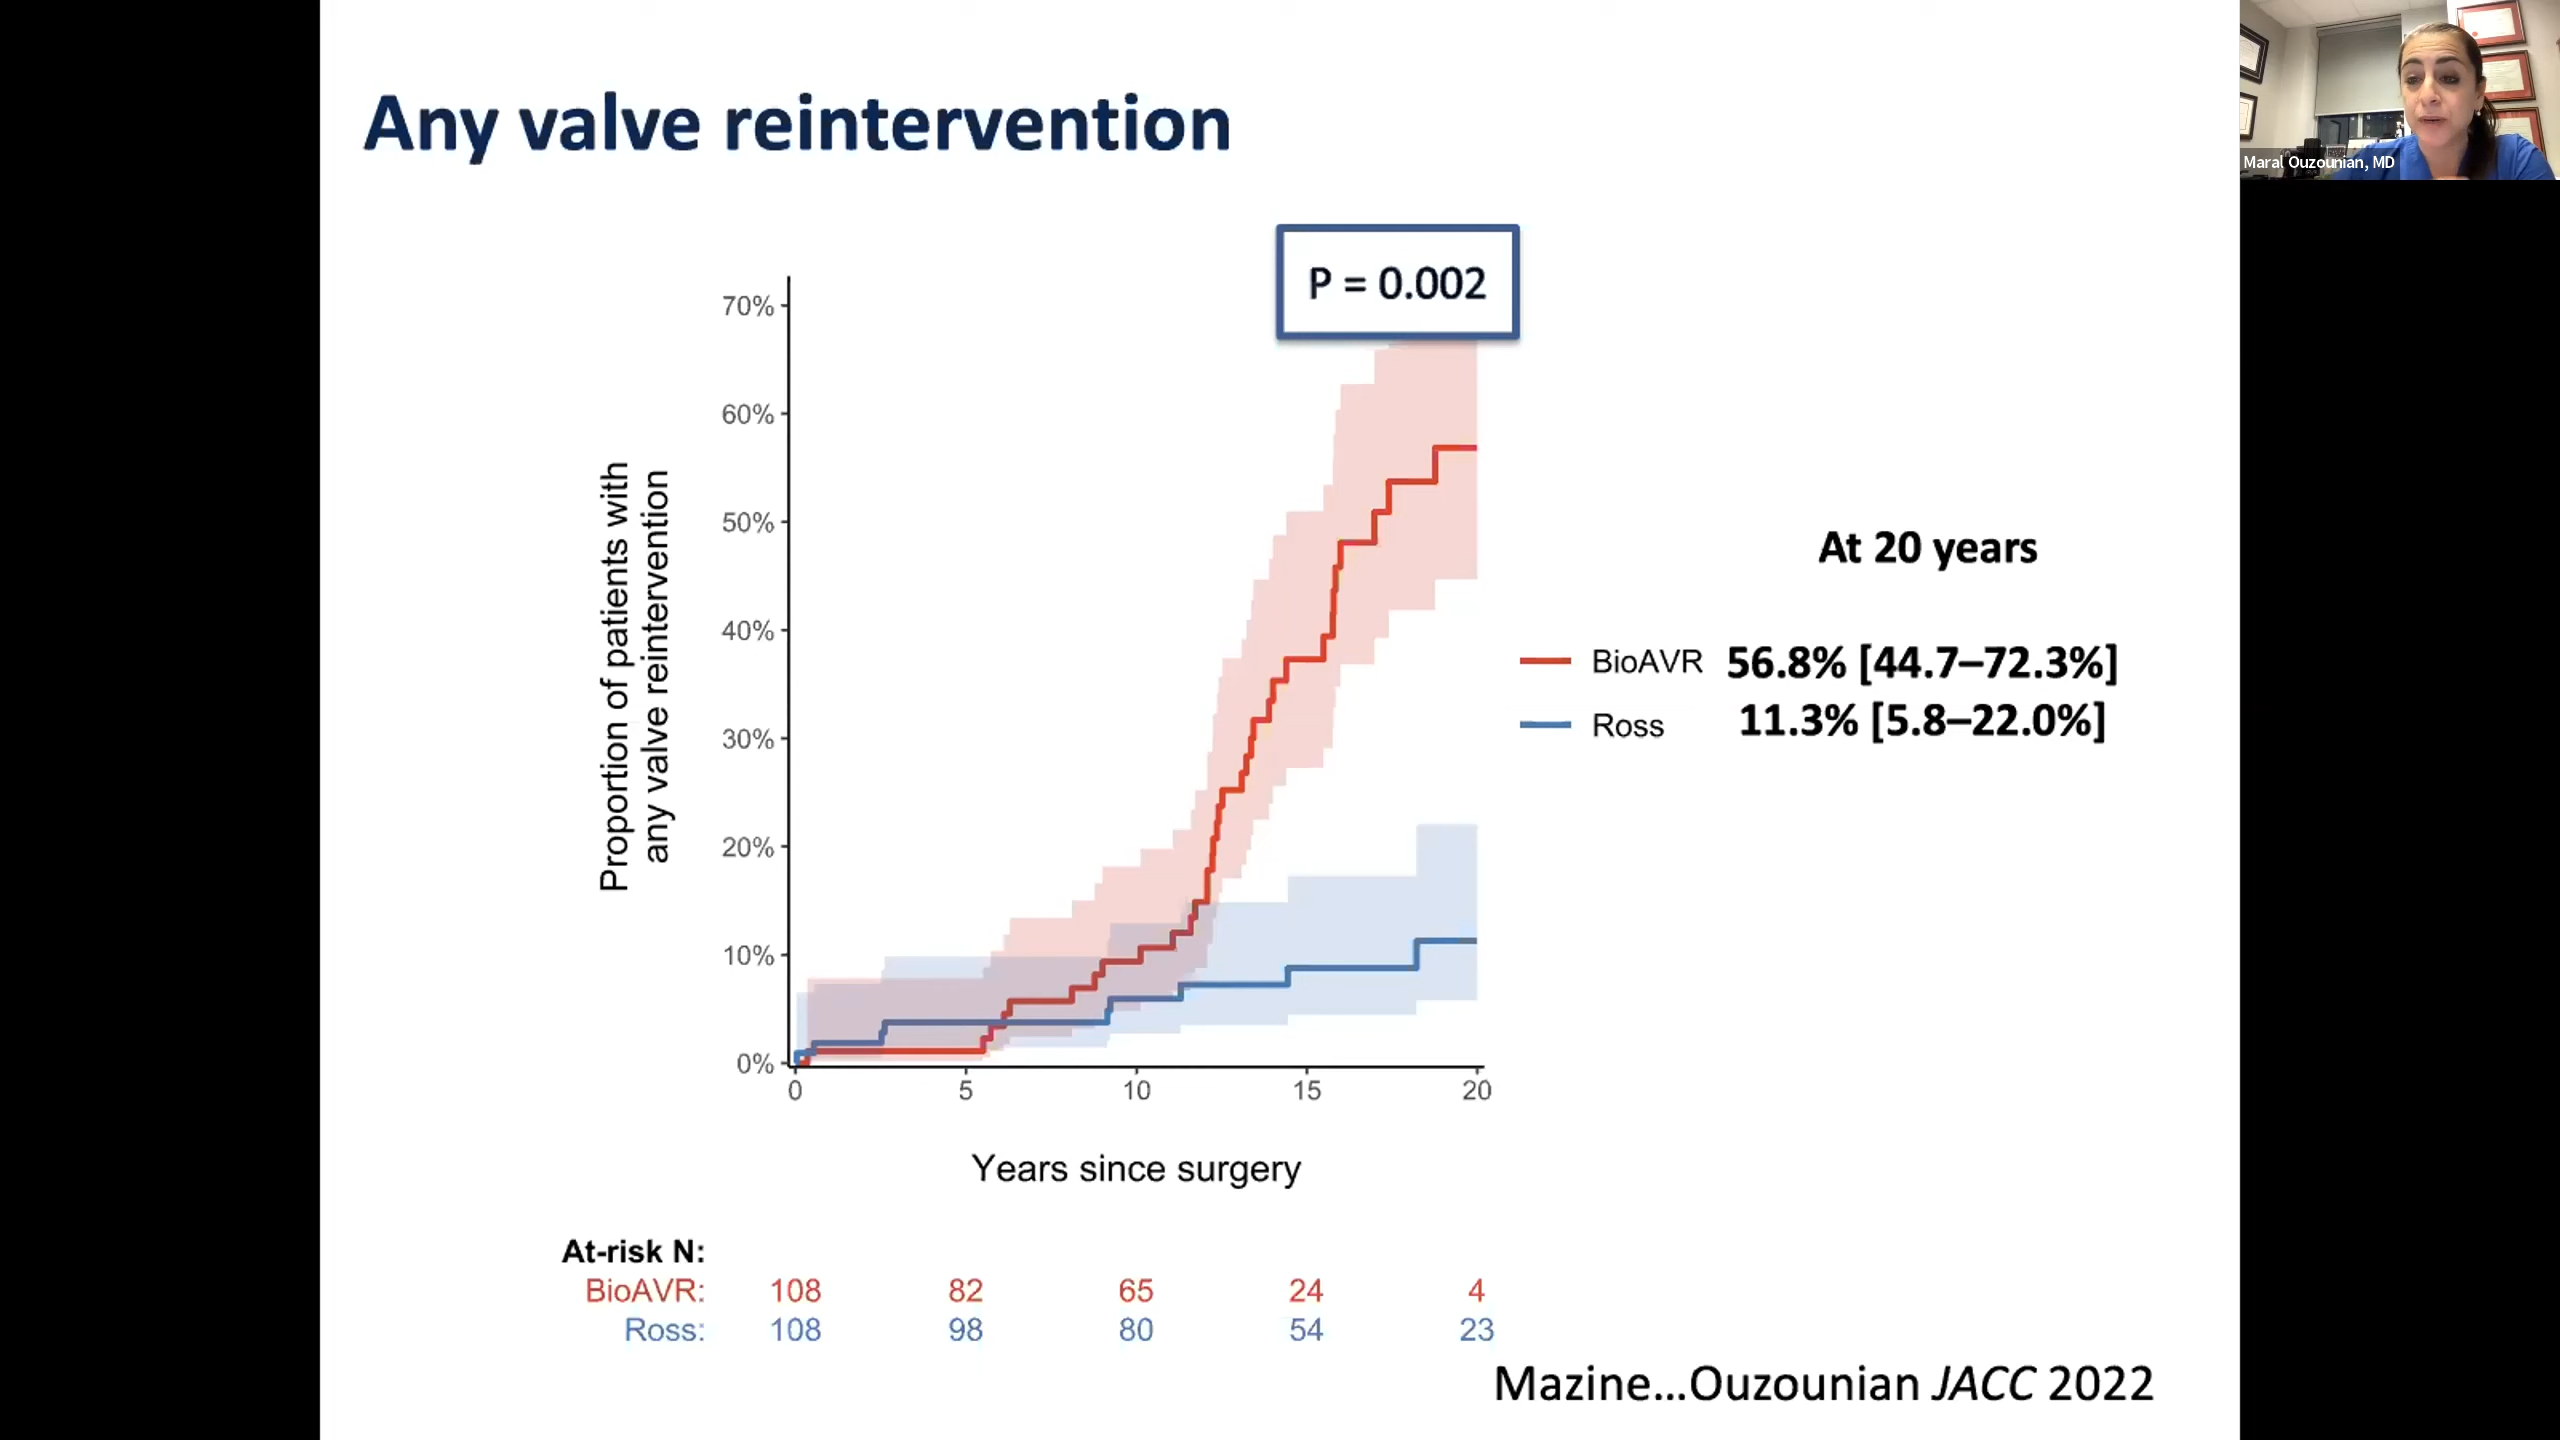 Any valve reintervention
Maral Ouzounian, MD
P = 0.002
70%
60%
50%
40%
30%
20%
10%
0%
Proportion of patients with
any valve reintervention
0 5 10 15 20
Years since surgery
At 20 years
BioAVR 56.8% [44.7–72.3%]
Ross 11.3% [5.8–22.0%]
At-risk N:
BioAVR: 108 82 65 24 4
Ross: 108 98 80 54 23
Mazine...Ouzounian JACC 2022